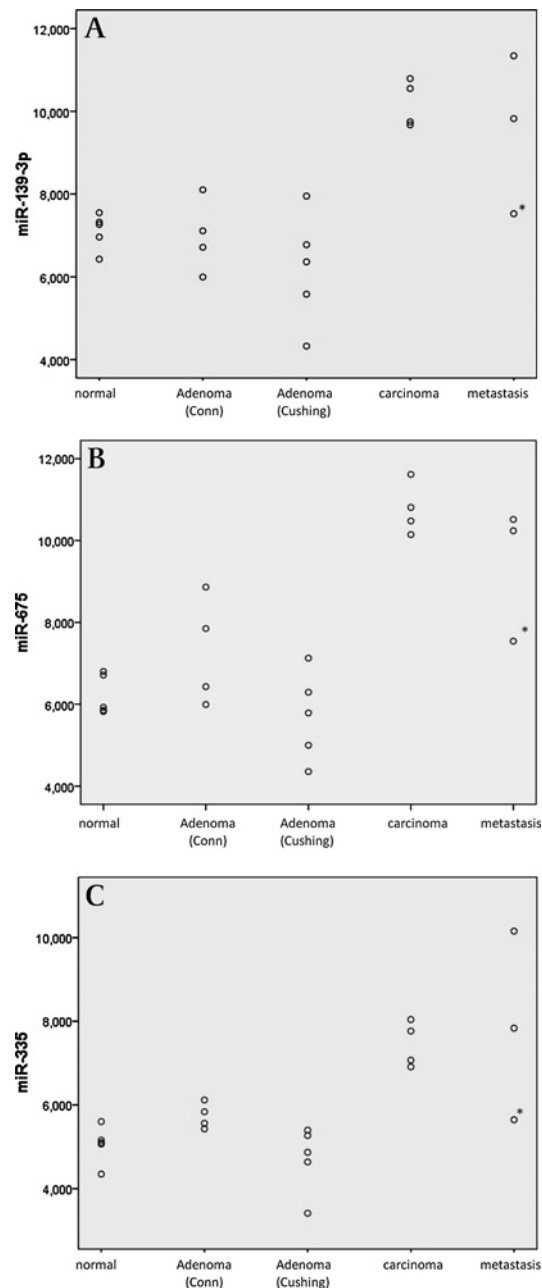 A
12,000
10,000
8,000
6,000
4,000
miR-139-3p
*
normal Adenoma (Conn) Adenoma (Cushing) carcinoma metastasis
B
12,000
10,000
8,000
6,000
4,000
miR-675
*
normal Adenoma (Conn) Adenoma (Cushing) carcinoma metastasis
C
10,000
8,000
6,000
4,000
miR-335
*
normal Adenoma (Conn) Adenoma (Cushing) carcinoma metastasis